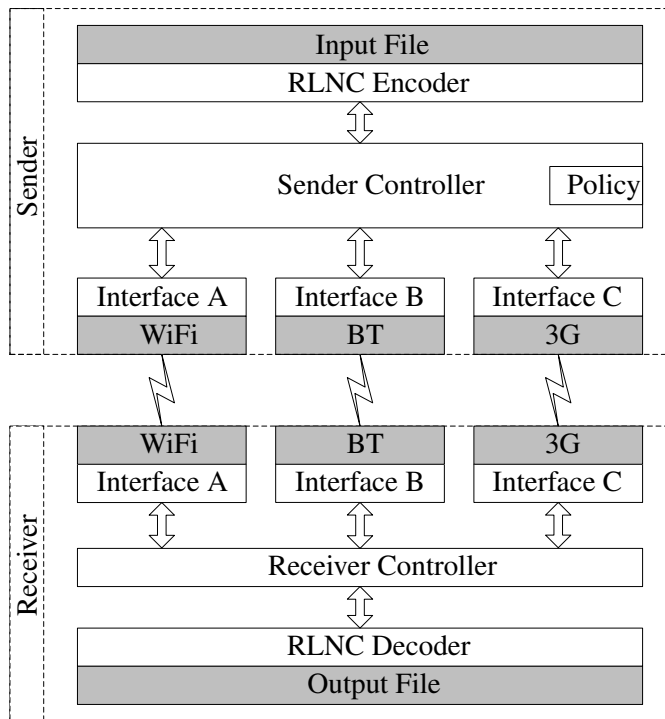 Sender
Input File
RLNC Encoder
Sender Controller
Policy
Interface A
Interface B
Interface C
WiFi
BT
3G
Receiver
WiFi
BT
3G
Interface A
Interface B
Interface C
Receiver Controller
RLNC Decoder
Output File